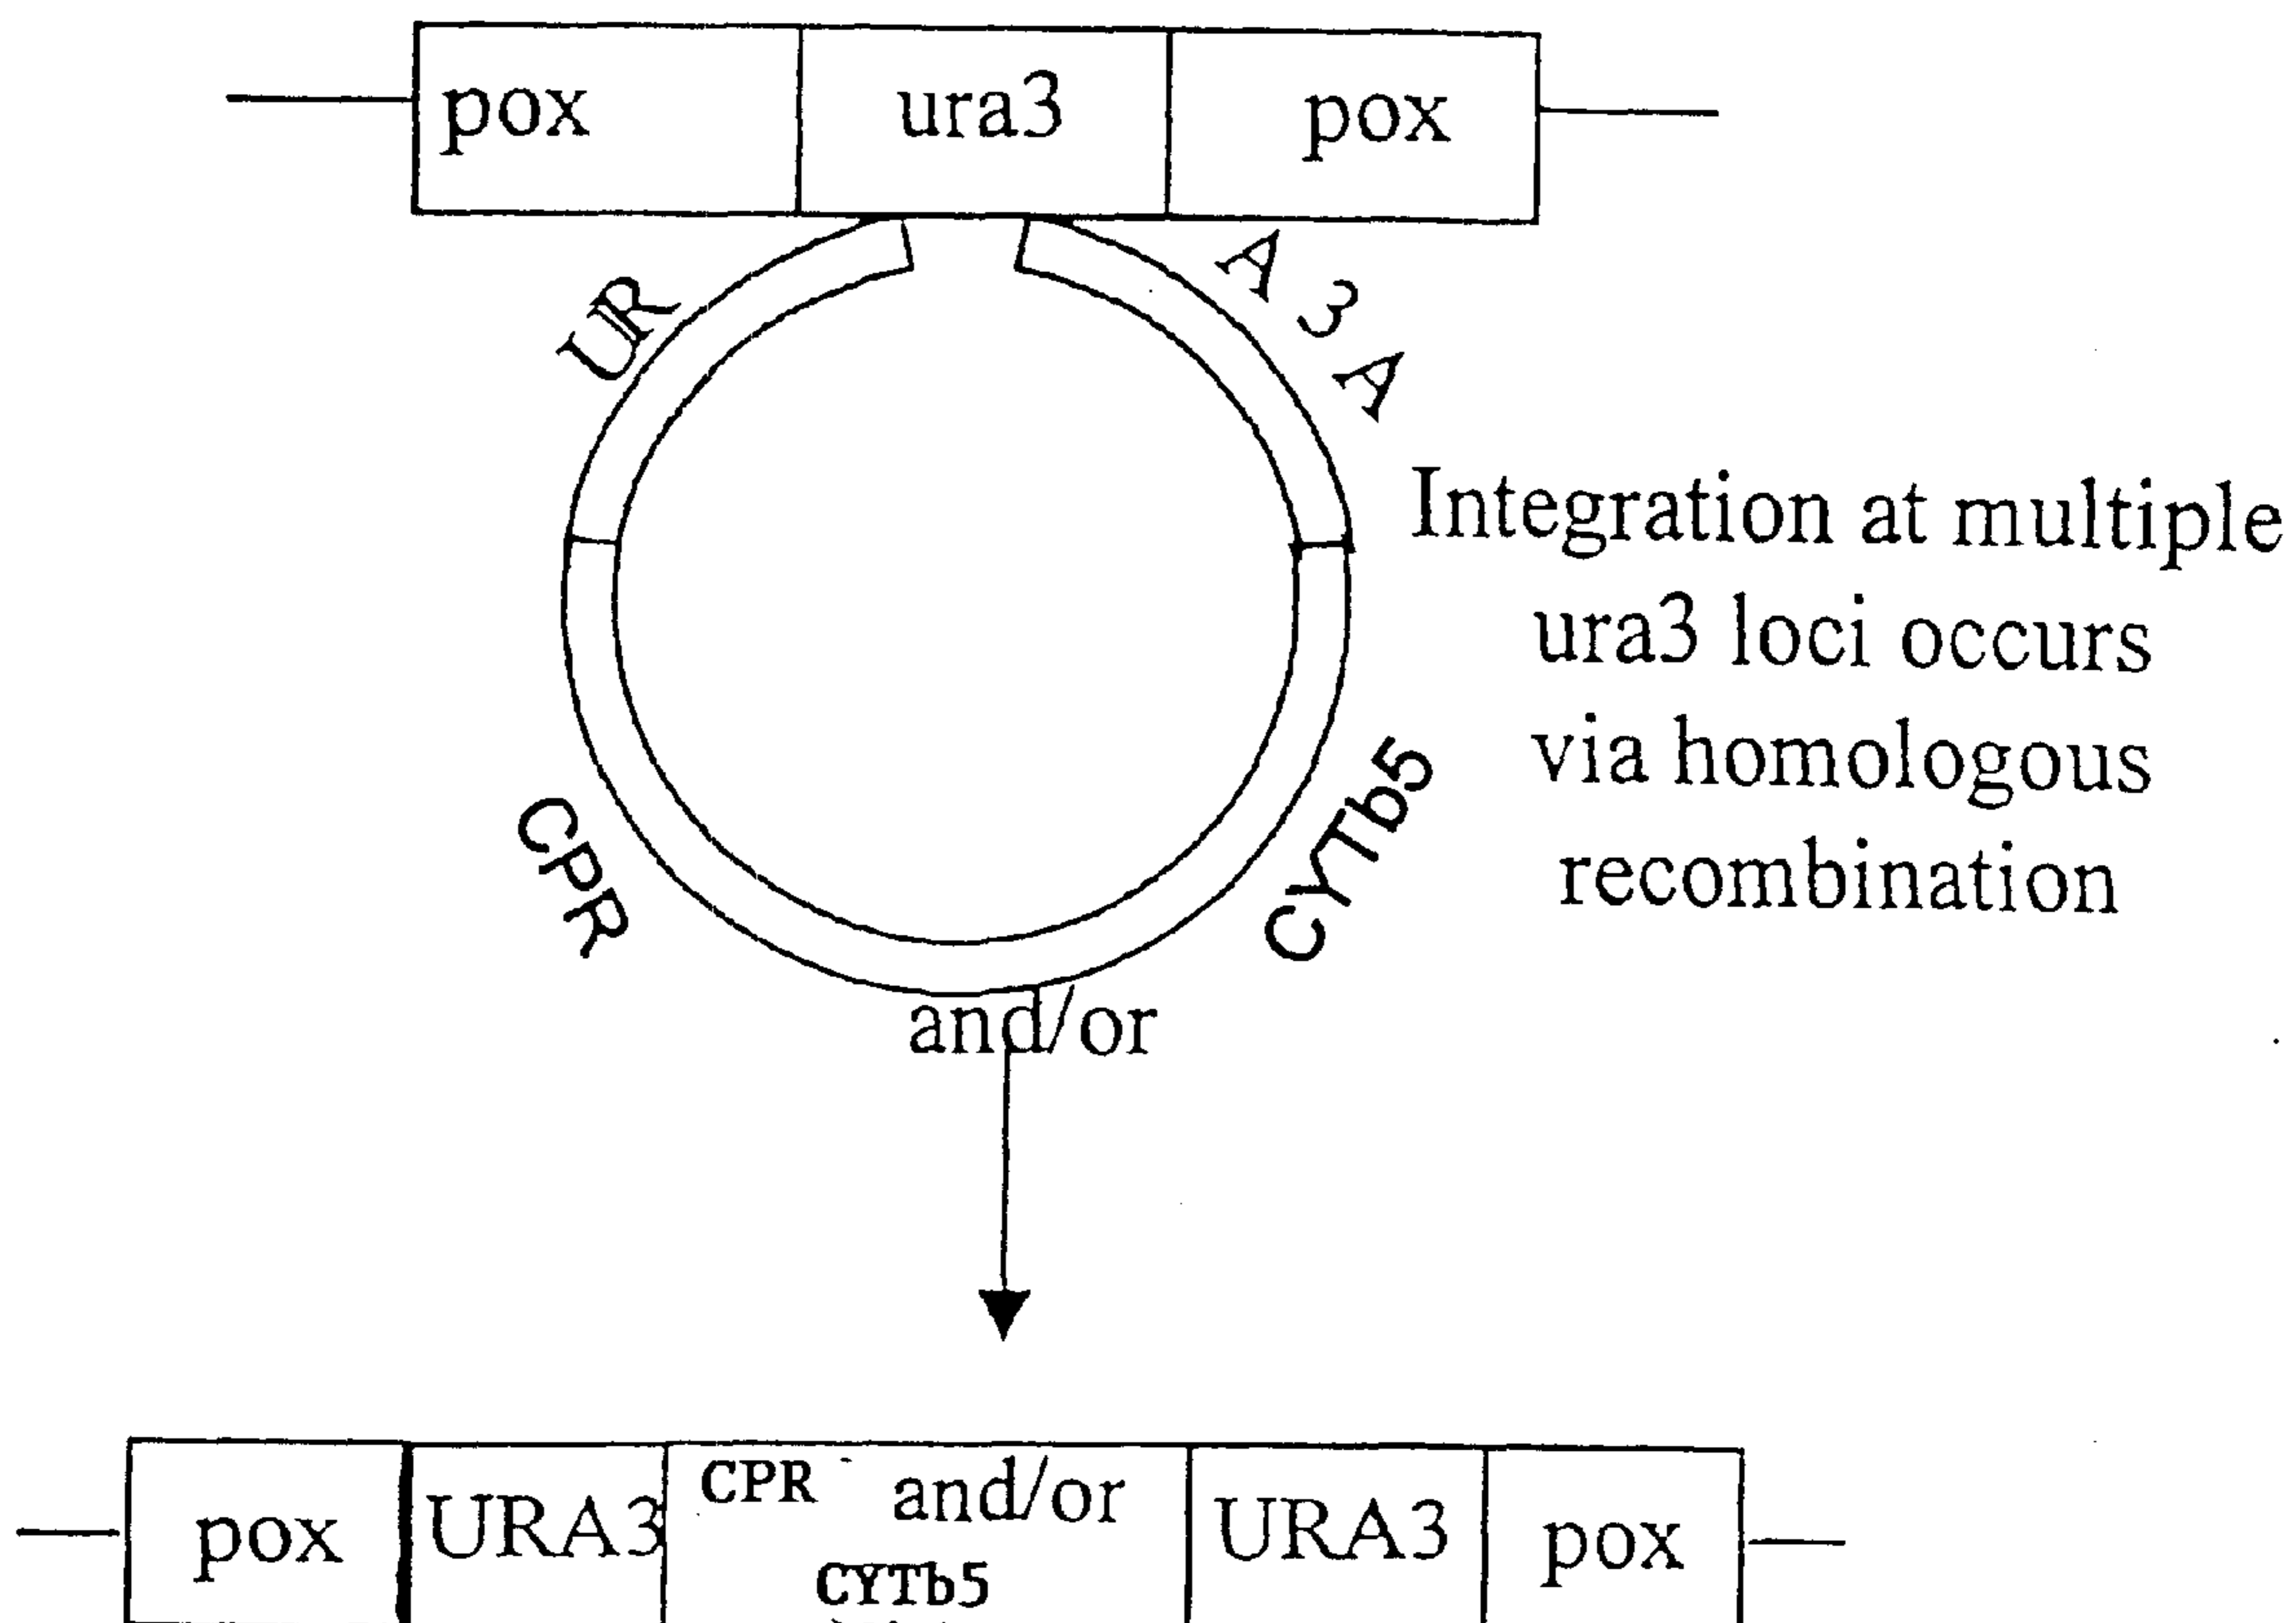 pox ura3 pox
UR
A 3 A
Integration at multiple
ura3 loci occurs
via homologous
recombination
CPR
CYTb5
and/or
pox URA3 CPR and/or URA3 pox
CYTb5